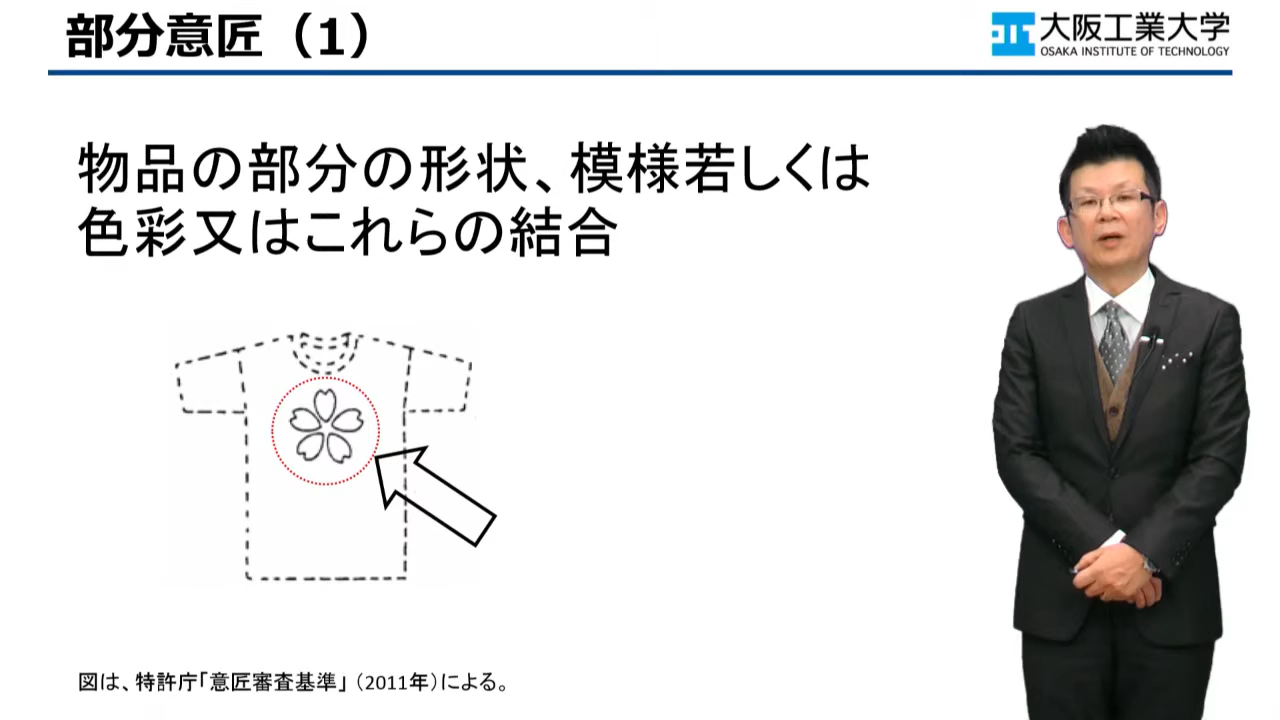 部分意匠（1）
大阪工業大学
OSAKA INSTITUTE OF TECHNOLOGY
物品の部分の形状、模様若しくは
色彩又はこれらの結合
図は、特許庁「意匠審査基準」（2011年）による。